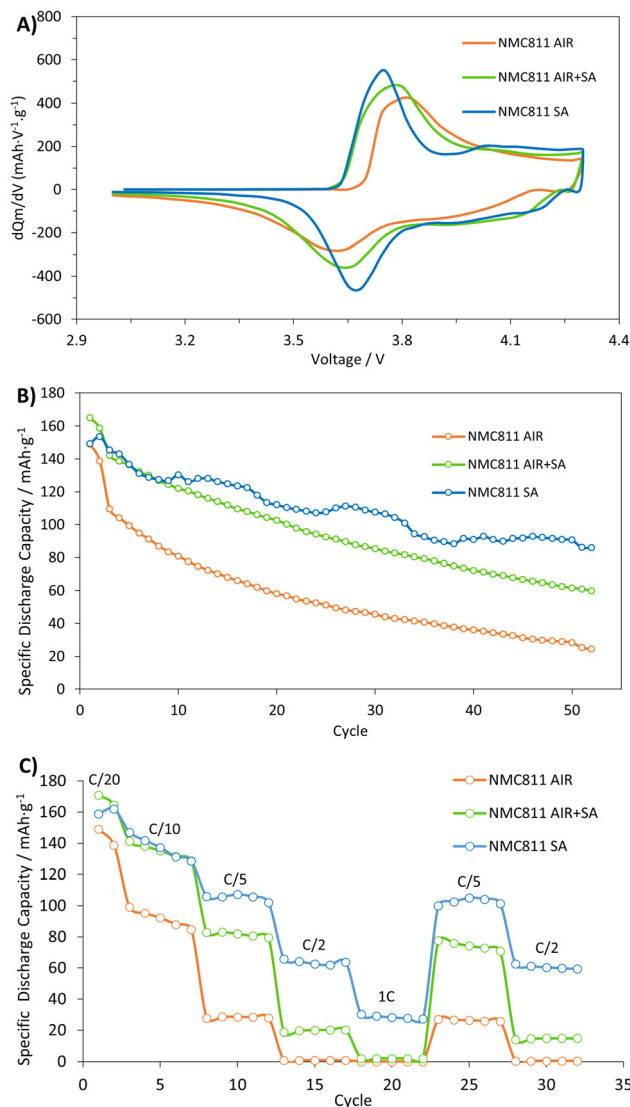 A)
800
600
400
200
0
-200
-400
-600
dQm/dV (mAh·V⁻¹·g⁻¹)
NMC811 AIR
NMC811 AIR+SA
NMC811 SA
2.9
3.2
3.5
3.8
4.1
4.4
Voltage / V
B)
180
160
140
120
100
80
60
40
20
0
Specific Discharge Capacity / mAh·g⁻¹
NMC811 AIR
NMC811 AIR+SA
NMC811 SA
0
10
20
30
40
50
Cycle
C)
180
160
140
120
100
80
60
40
20
0
Specific Discharge Capacity / mAh·g⁻¹
C/20
C/10
C/5
C/2
1C
C/5
C/2
NMC811 AIR
NMC811 AIR+SA
NMC811 SA
0
5
10
15
20
25
30
35
Cycle